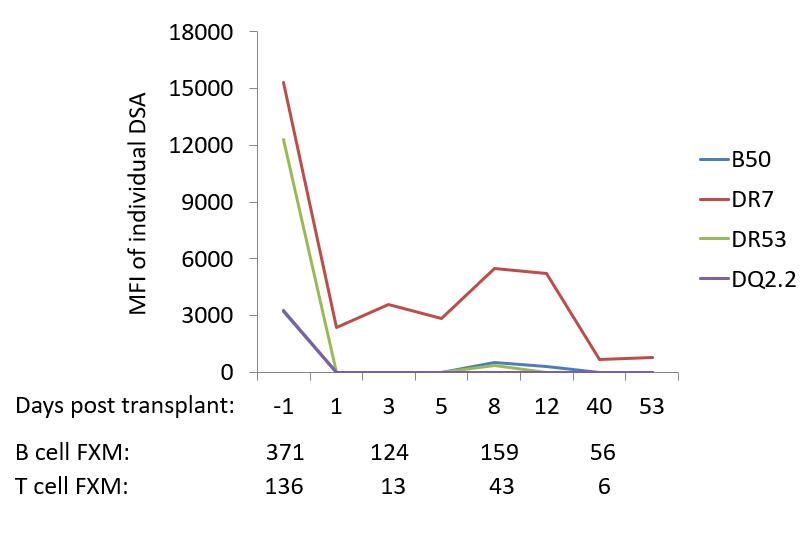 18000
15000
12000
9000
6000
3000
0
MFI of individual DSA
B50
DR7
DR53
DQ2.2
Days post transplant: -1 1 3 5 8 12 40 53
B cell FXM: 371 124 159 56
T cell FXM: 136 13 43 6